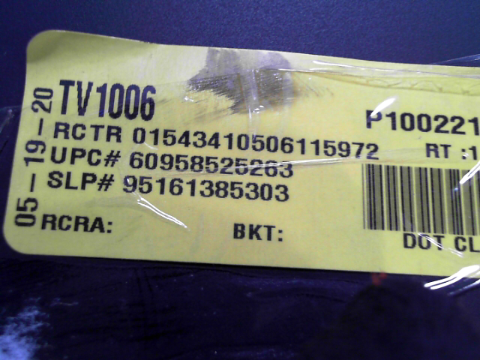 05-19-20
TV1006
P100221
RCTR 01543410506115972
RT :1
UPC# 60958525263
SLP# 95161385303
RCRA:
BKT:
DOT CL